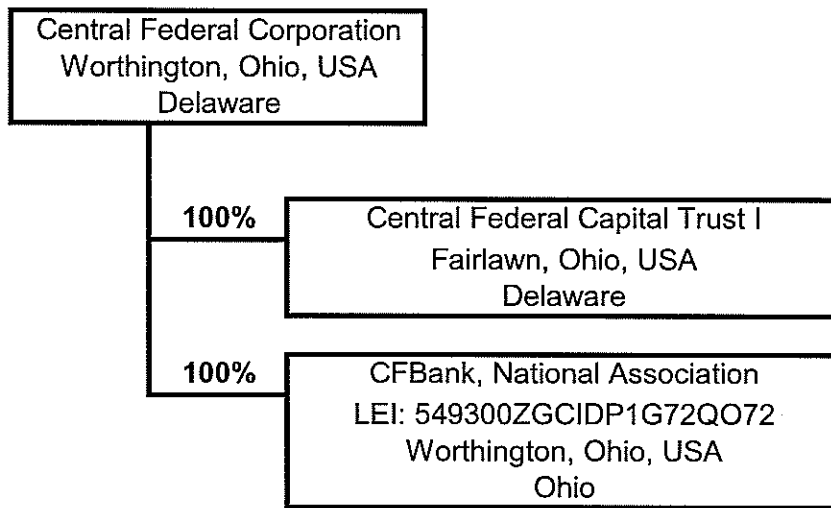 Central Federal Corporation
Worthington, Ohio, USA
Delaware
100%
Central Federal Capital Trust I
Fairlawn, Ohio, USA
Delaware
100%
CFBank, National Association
LEI: 549300ZGCIDP1G72QO72
Worthington, Ohio, USA
Ohio